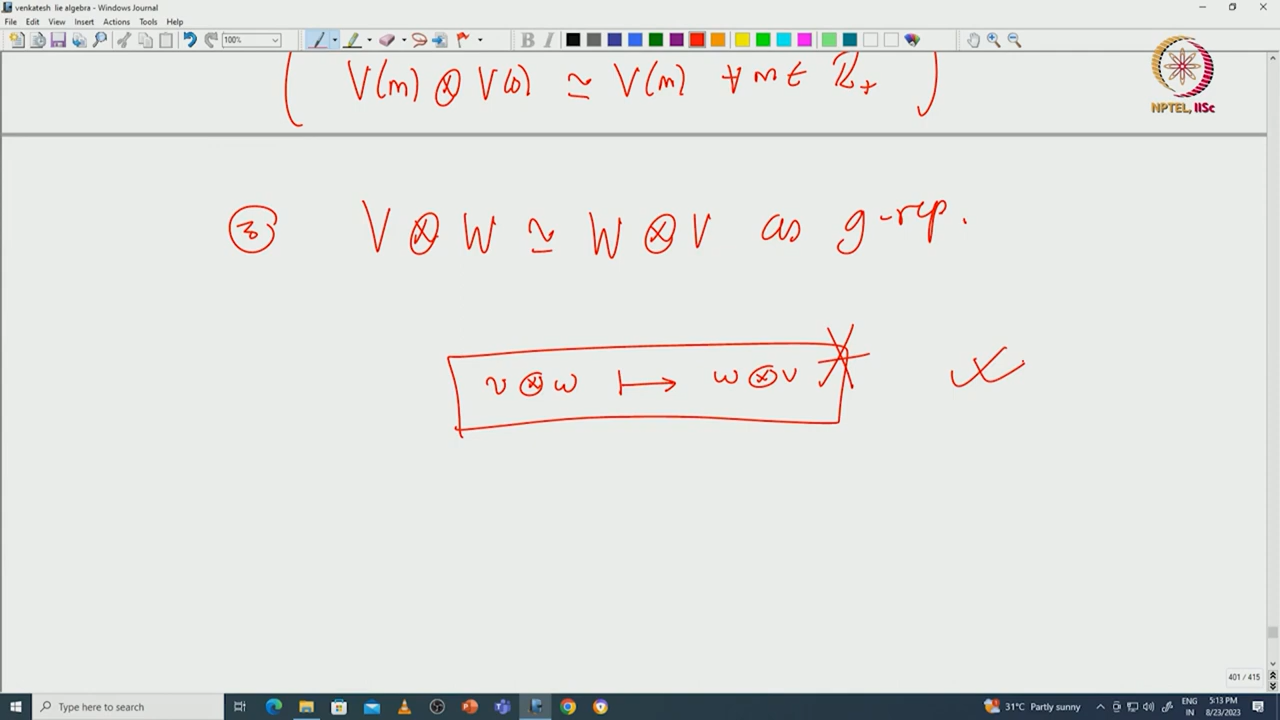 venkatesh lie algebra - Windows Journal
File Edit View Insert Actions Tools Help
100%
B I
( V(m) ⊗ V(0) ≃ V(m) ∀ m ∈ ℤ₊ )
NPTEL, IISc
③ V ⊗ W ≃ W ⊗ V as g-rep.
v ⊗ w ⟼ w ⊗ v
401 / 415
Type here to search
31°C Partly sunny
ENG
IN
5:13 PM
8/23/2023